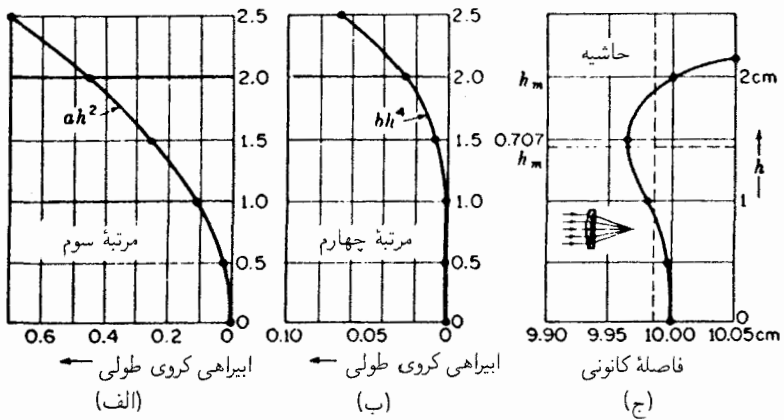 2.5
2.0
1.5
1.0
0.5
0
ah²
مرتبهٔ سوم
0.6 0.4 0.2 0
ابیراهی کروی طولی
(الف)
2.5
2.0
1.5
1.0
0.5
0
bh⁴
مرتبهٔ چهارم
0.10 0.05 0
ابیراهی کروی طولی
(ب)
حاشیه
hₘ
2cm
0.707
hₘ
h
1
0
9.90 9.95 10.00 10.05 cm
فاصلهٔ کانونی
(ج)